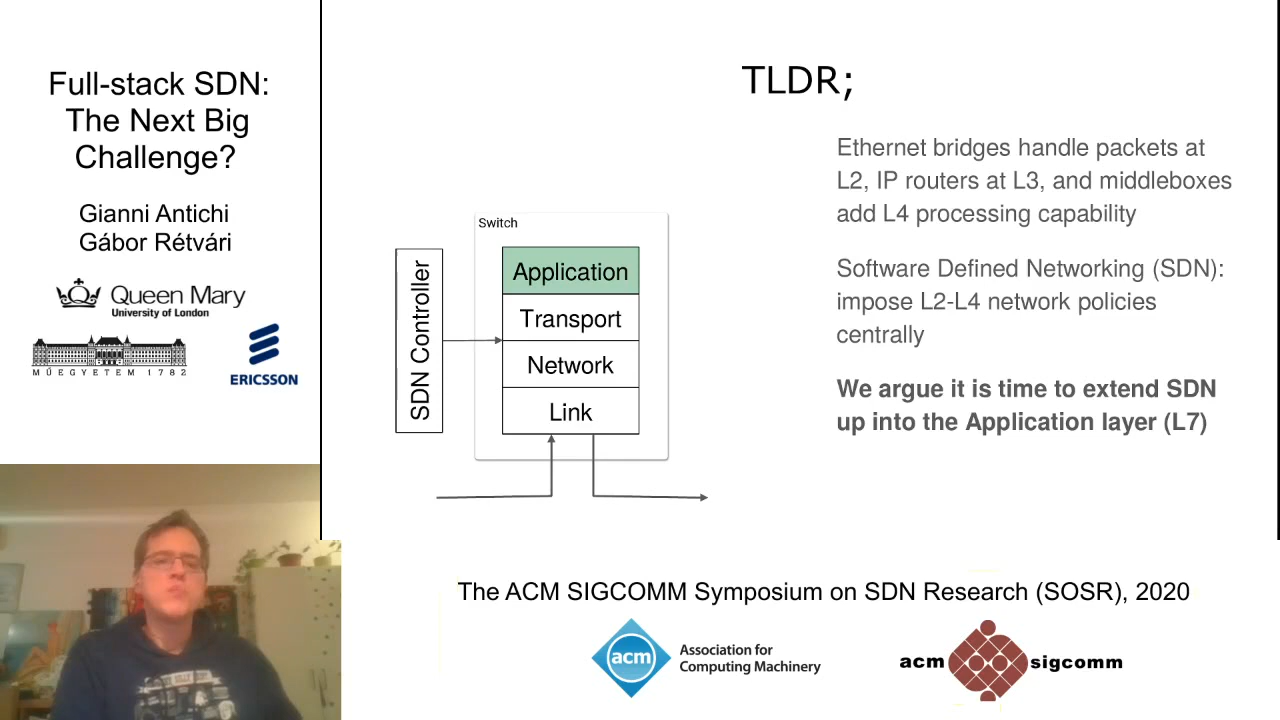 Full-stack SDN:
The Next Big
Challenge?
Gianni Antichi
Gábor Rétvári
Queen Mary
University of London
MŰEGYETEM 1782
ERICSSON
TLDR;
Switch
SDN Controller
Application
Transport
Network
Link
Ethernet bridges handle packets at
L2, IP routers at L3, and middleboxes
add L4 processing capability
Software Defined Networking (SDN):
impose L2-L4 network policies
centrally
We argue it is time to extend SDN
up into the Application layer (L7)
The ACM SIGCOMM Symposium on SDN Research (SOSR), 2020
acm
Association for
Computing Machinery
acm sigcomm